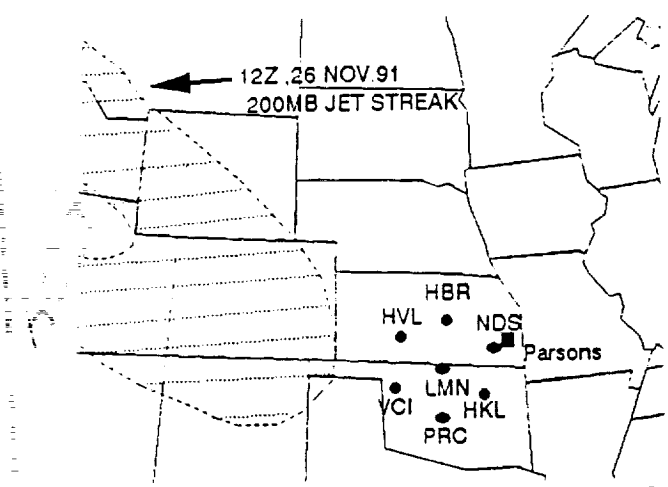 12Z ,26 NOV.91
200MB JET STREAK
HBR
HVL
NDS
Parsons
LMN
VCI
HKL
PRC